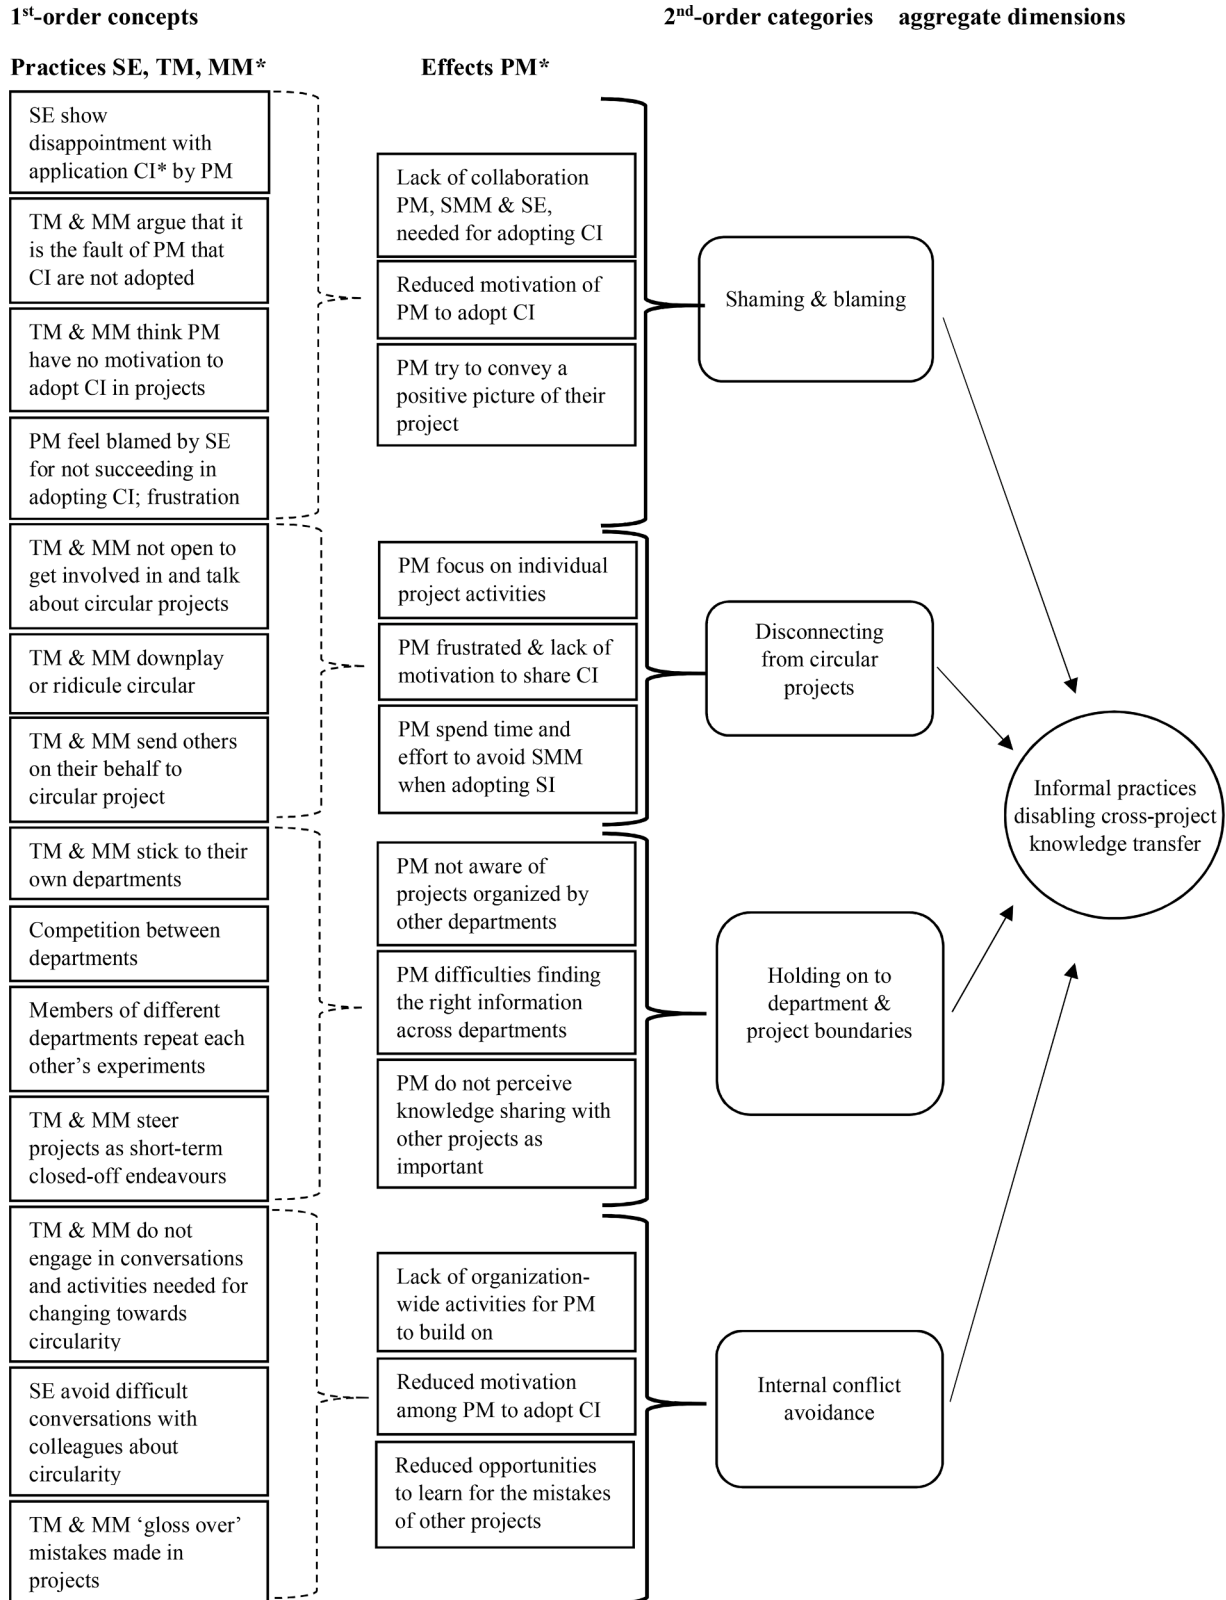 1st-order concepts
2nd-order categories aggregate dimensions
Practices SE, TM, MM*
Effects PM*
SE show
disappointment with
application CI* by PM
TM & MM argue that it
is the fault of PM that
CI are not adopted
TM & MM think PM
have no motivation to
adopt CI in projects
PM feel blamed by SE
for not succeeding in
adopting CI; frustration
Lack of collaboration
PM, SMM & SE,
needed for adopting CI
Reduced motivation of
PM to adopt CI
PM try to convey a
positive picture of their
project
Shaming & blaming
TM & MM not open to
get involved in and talk
about circular projects
TM & MM downplay
or ridicule circular
TM & MM send others
on their behalf to
circular project
PM focus on individual
project activities
PM frustrated & lack of
motivation to share CI
PM spend time and
effort to avoid SMM
when adopting SI
Disconnecting
from circular
projects
TM & MM stick to their
own departments
Competition between
departments
Members of different
departments repeat each
other’s experiments
TM & MM steer
projects as short-term
closed-off endeavours
PM not aware of
projects organized by
other departments
PM difficulties finding
the right information
across departments
PM do not perceive
knowledge sharing with
other projects as
important
Holding on to
department &
project boundaries
TM & MM do not
engage in conversations
and activities needed for
changing towards
circularity
SE avoid difficult
conversations with
colleagues about
circularity
TM & MM ‘gloss over’
mistakes made in
projects
Lack of organization-
wide activities for PM
to build on
Reduced motivation
among PM to adopt CI
Reduced opportunities
to learn for the mistakes
of other projects
Internal conflict
avoidance
Informal practices
disabling cross-project
knowledge transfer